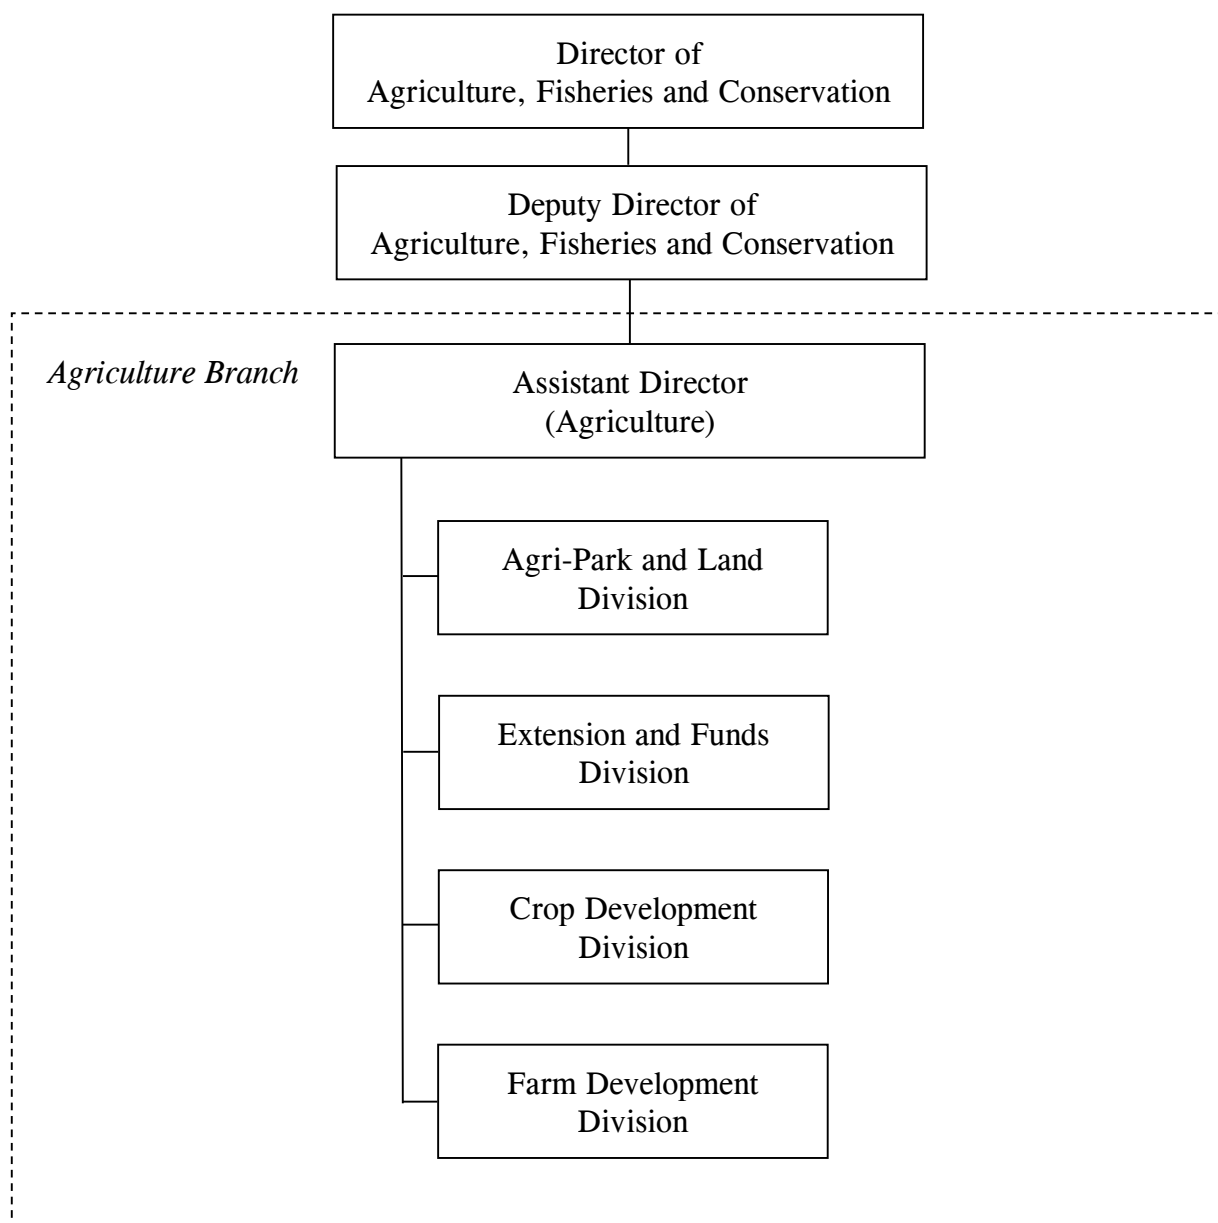 Director of
Agriculture, Fisheries and Conservation
Deputy Director of
Agriculture, Fisheries and Conservation
Agriculture Branch
Assistant Director
(Agriculture)
Agri-Park and Land
Division
Extension and Funds
Division
Crop Development
Division
Farm Development
Division